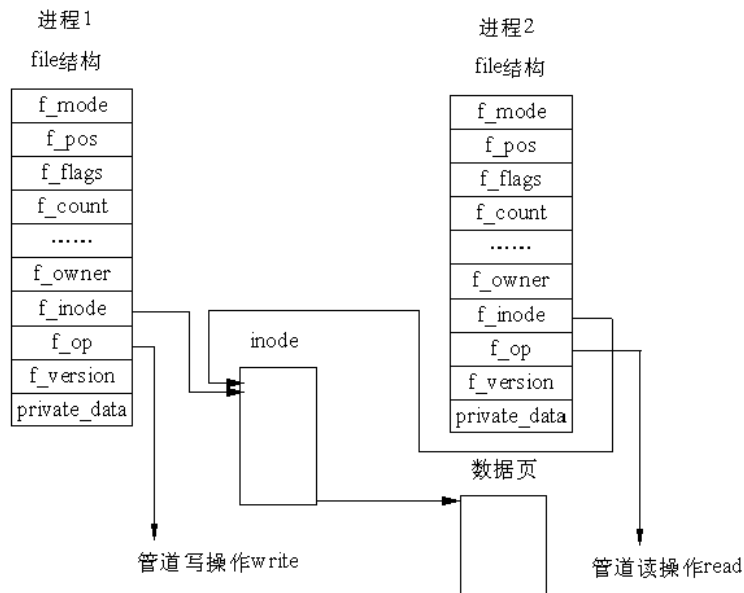 进程1
file结构
f_mode
f_pos
f_flags
f_count
……
f_owner
f_inode
f_op
f_version
private_data
进程2
file结构
f_mode
f_pos
f_flags
f_count
……
f_owner
f_inode
f_op
f_version
private_data
inode
数据页
管道写操作write
管道读操作read